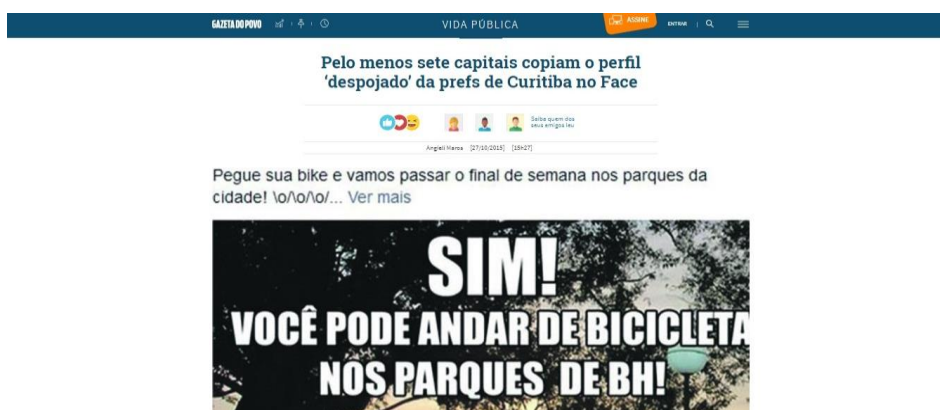 GAZETA DO POVO
VIDA PÚBLICA
ASSINE
ENTRAR
Pelo menos sete capitais copiam o perfil
‘despojado’ da prefs de Curitiba no Face
Saiba quem dos
seus amigos leu
Angieli Maros [27/10/2015] [15h27]
Pegue sua bike e vamos passar o final de semana nos parques da
cidade! \o/\o/\o/... Ver mais
SIM!
VOCÊ PODE ANDAR DE BICICLETA
NOS PARQUES DE BH!